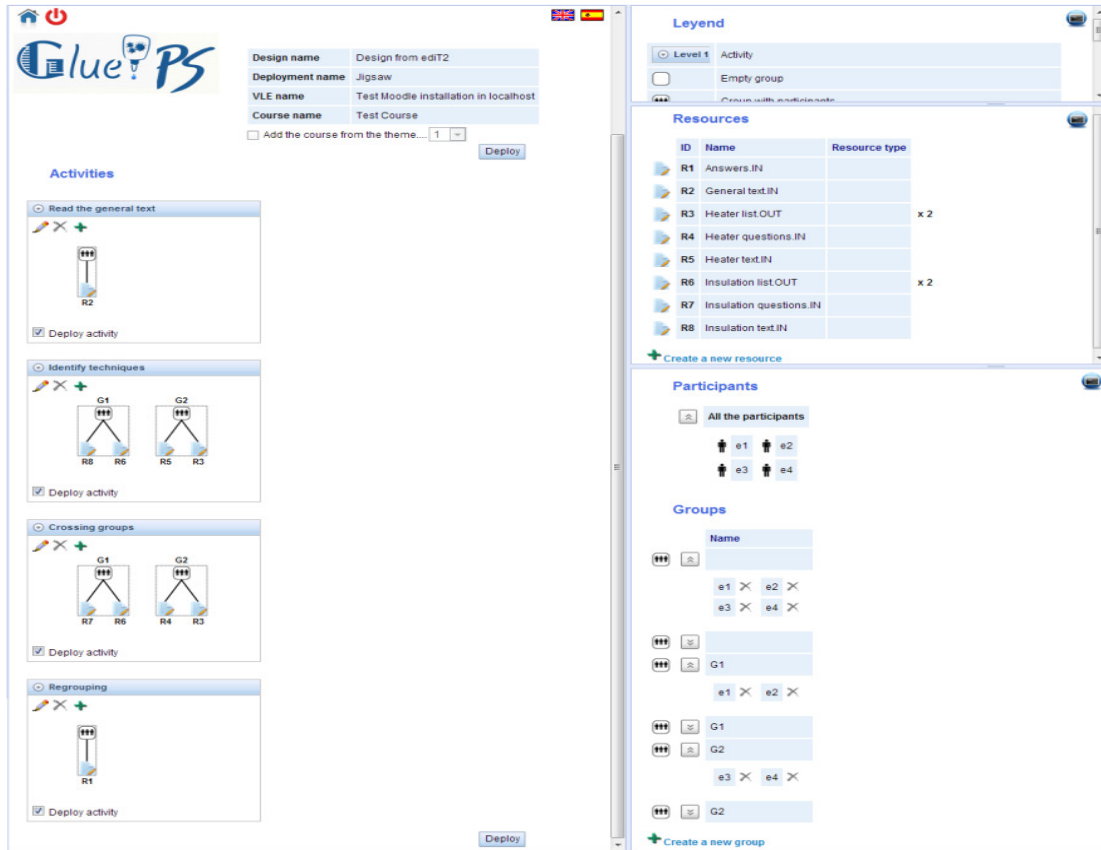 Glue!PS
Design name Design from ediT2
Deployment name Jigsaw
VLE name Test Moodle installation in localhost
Course name Test Course
Add the course from the theme.... 1
Deploy
Activities
Read the general text
R2
Deploy activity
Identify techniques
G1 G2
R8 R6 R5 R3
Deploy activity
Crossing groups
G1 G2
R7 R6 R4 R3
Deploy activity
Regrouping
R1
Deploy activity
Deploy
Leyend
Level 1 Activity
Empty group
Group with participants
Resources
ID Name Resource type
R1 Answers.IN
R2 General text.IN
R3 Heater list.OUT x 2
R4 Heater questions.IN
R5 Heater text.IN
R6 Insulation list.OUT x 2
R7 Insulation questions.IN
R8 Insulation text.IN
Create a new resource
Participants
All the participants
e1 e2
e3 e4
Groups
Name
e1 e2
e3 e4
G1
e1 e2
G1
G2
e3 e4
G2
Create a new group